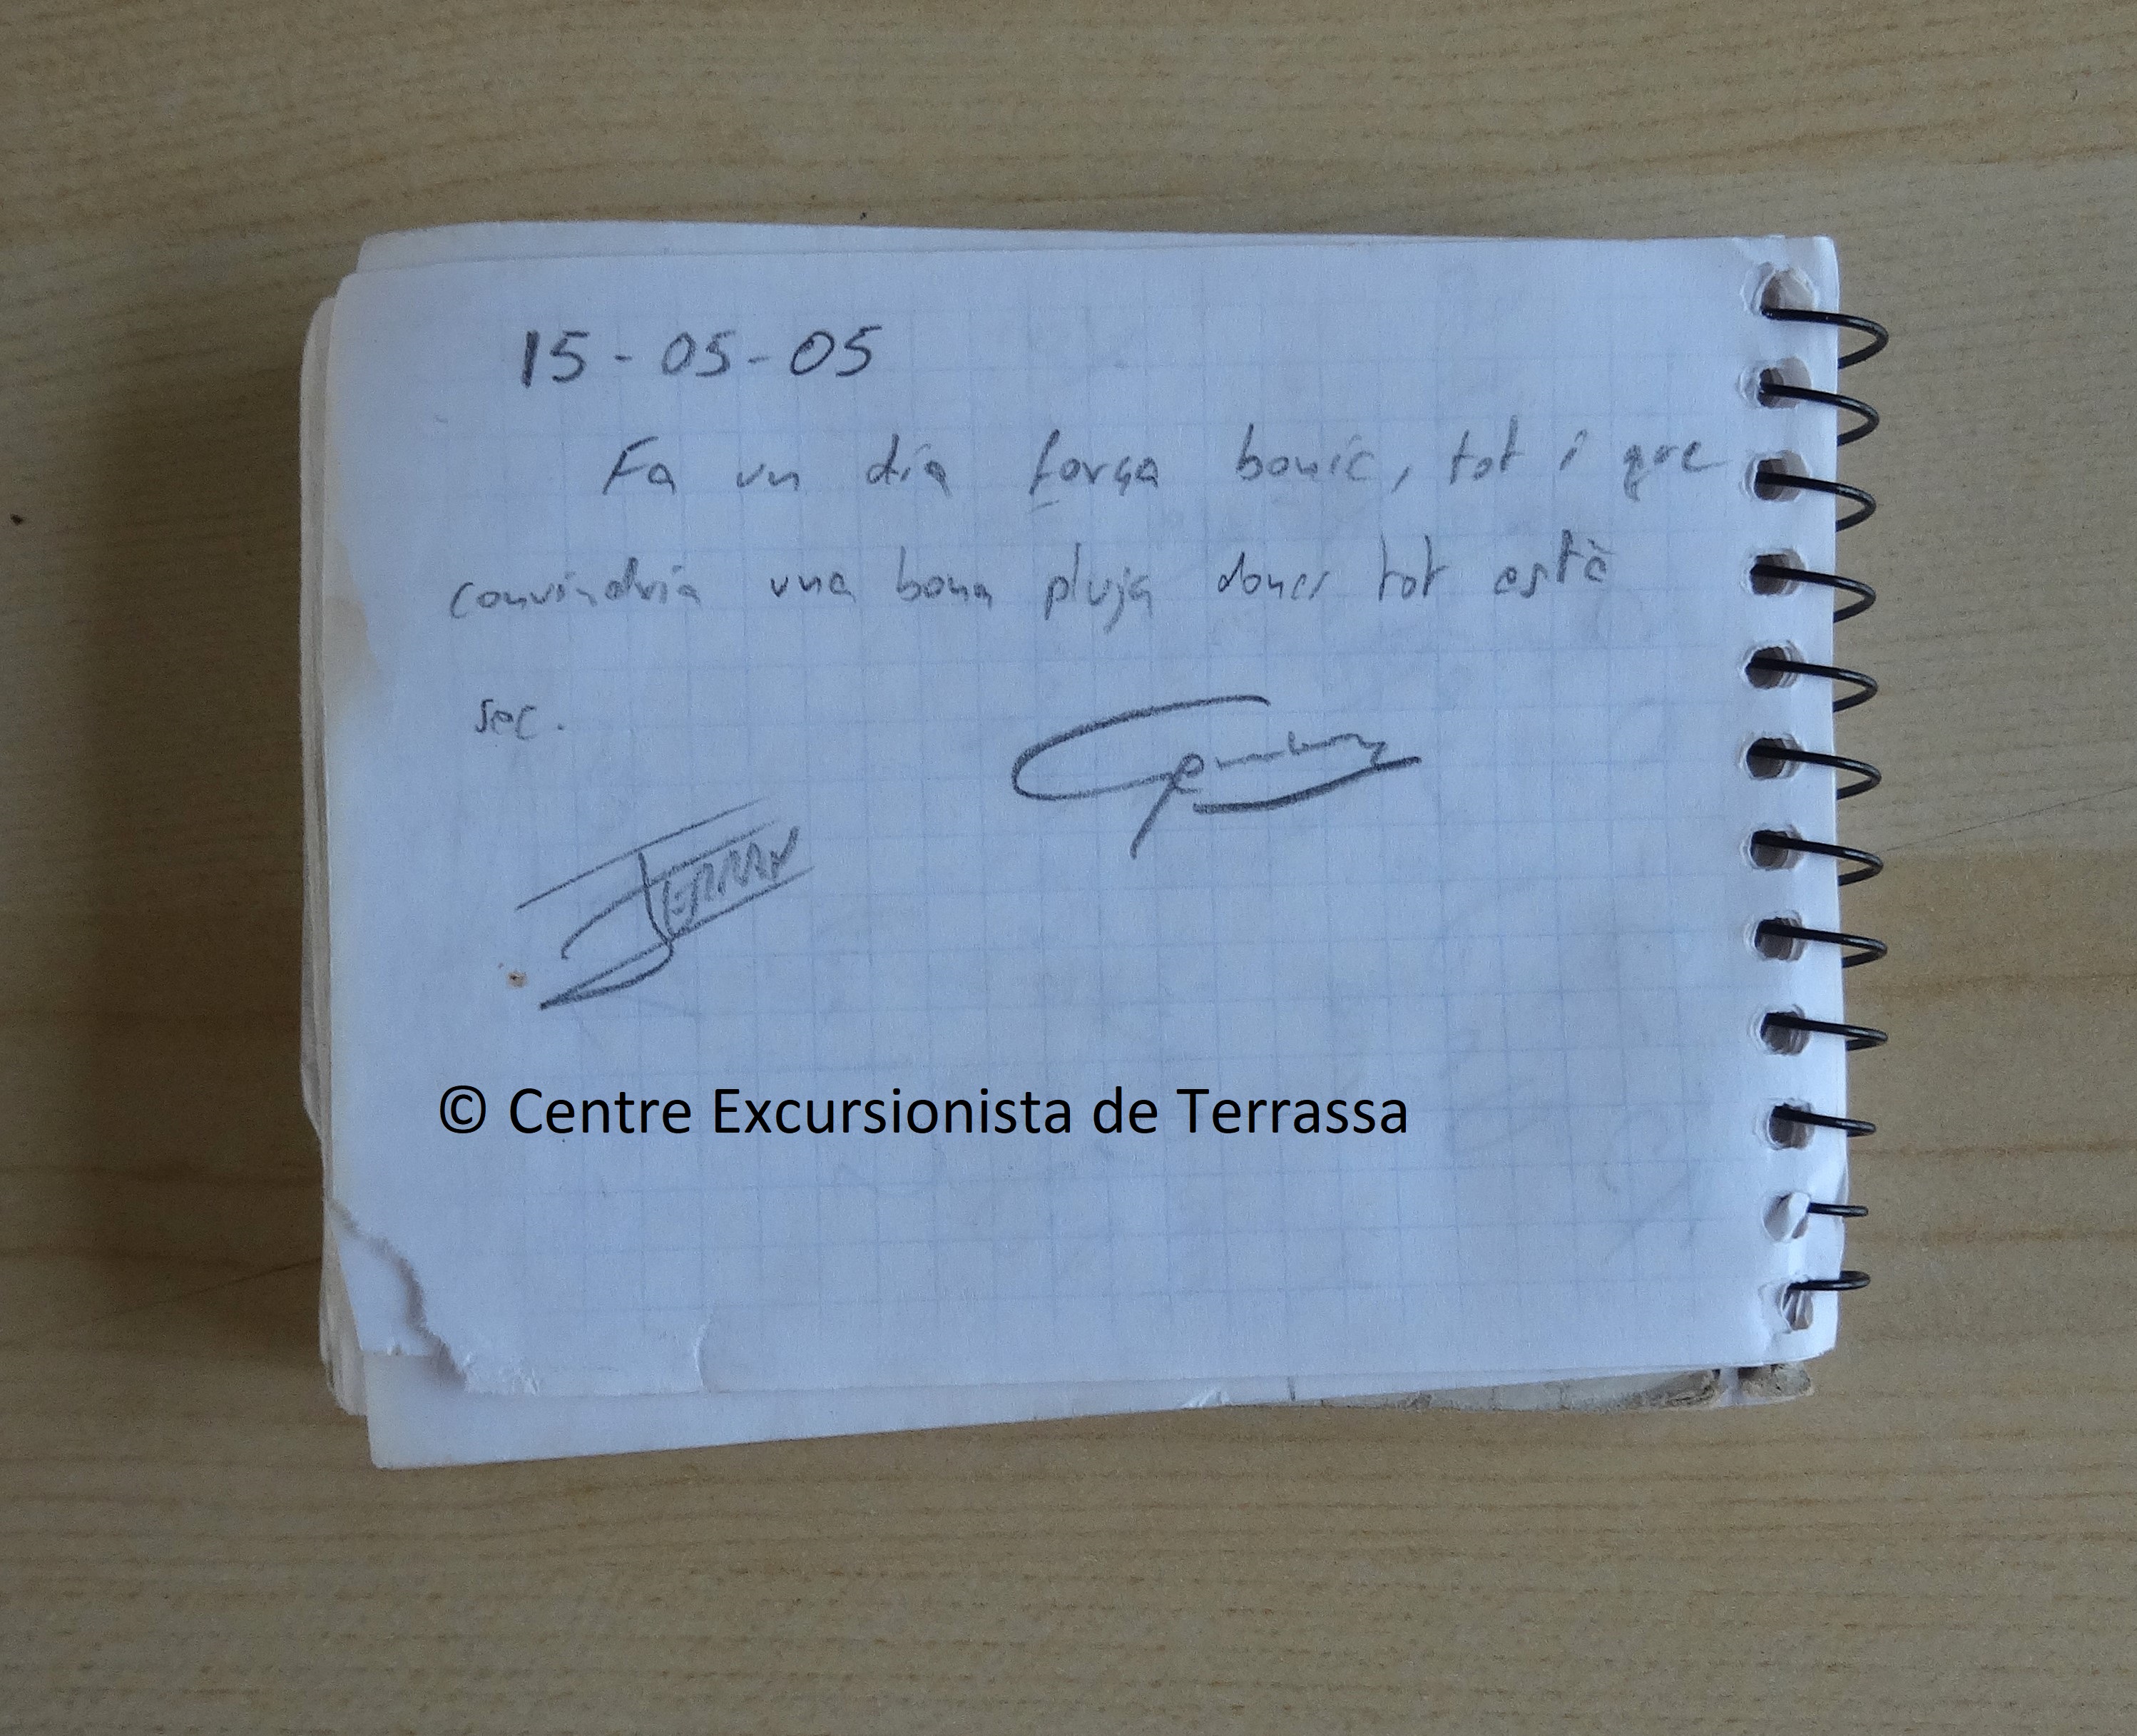 15-05-05
Fa un dia força bonic, tot i que
convindria una bona pluja doncs tot està
sec.
© Centre Excursionista de Terrassa